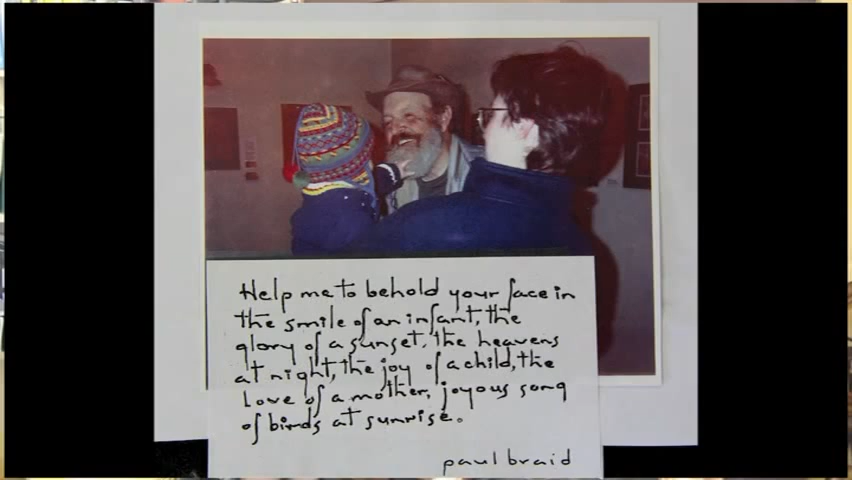 Help me to behold your face in
the smile of an infant, the
glory of a sunset, the heavens
at night, the joy of a child, the
love of a mother, joyous song
of birds at sunrise.
paul braid